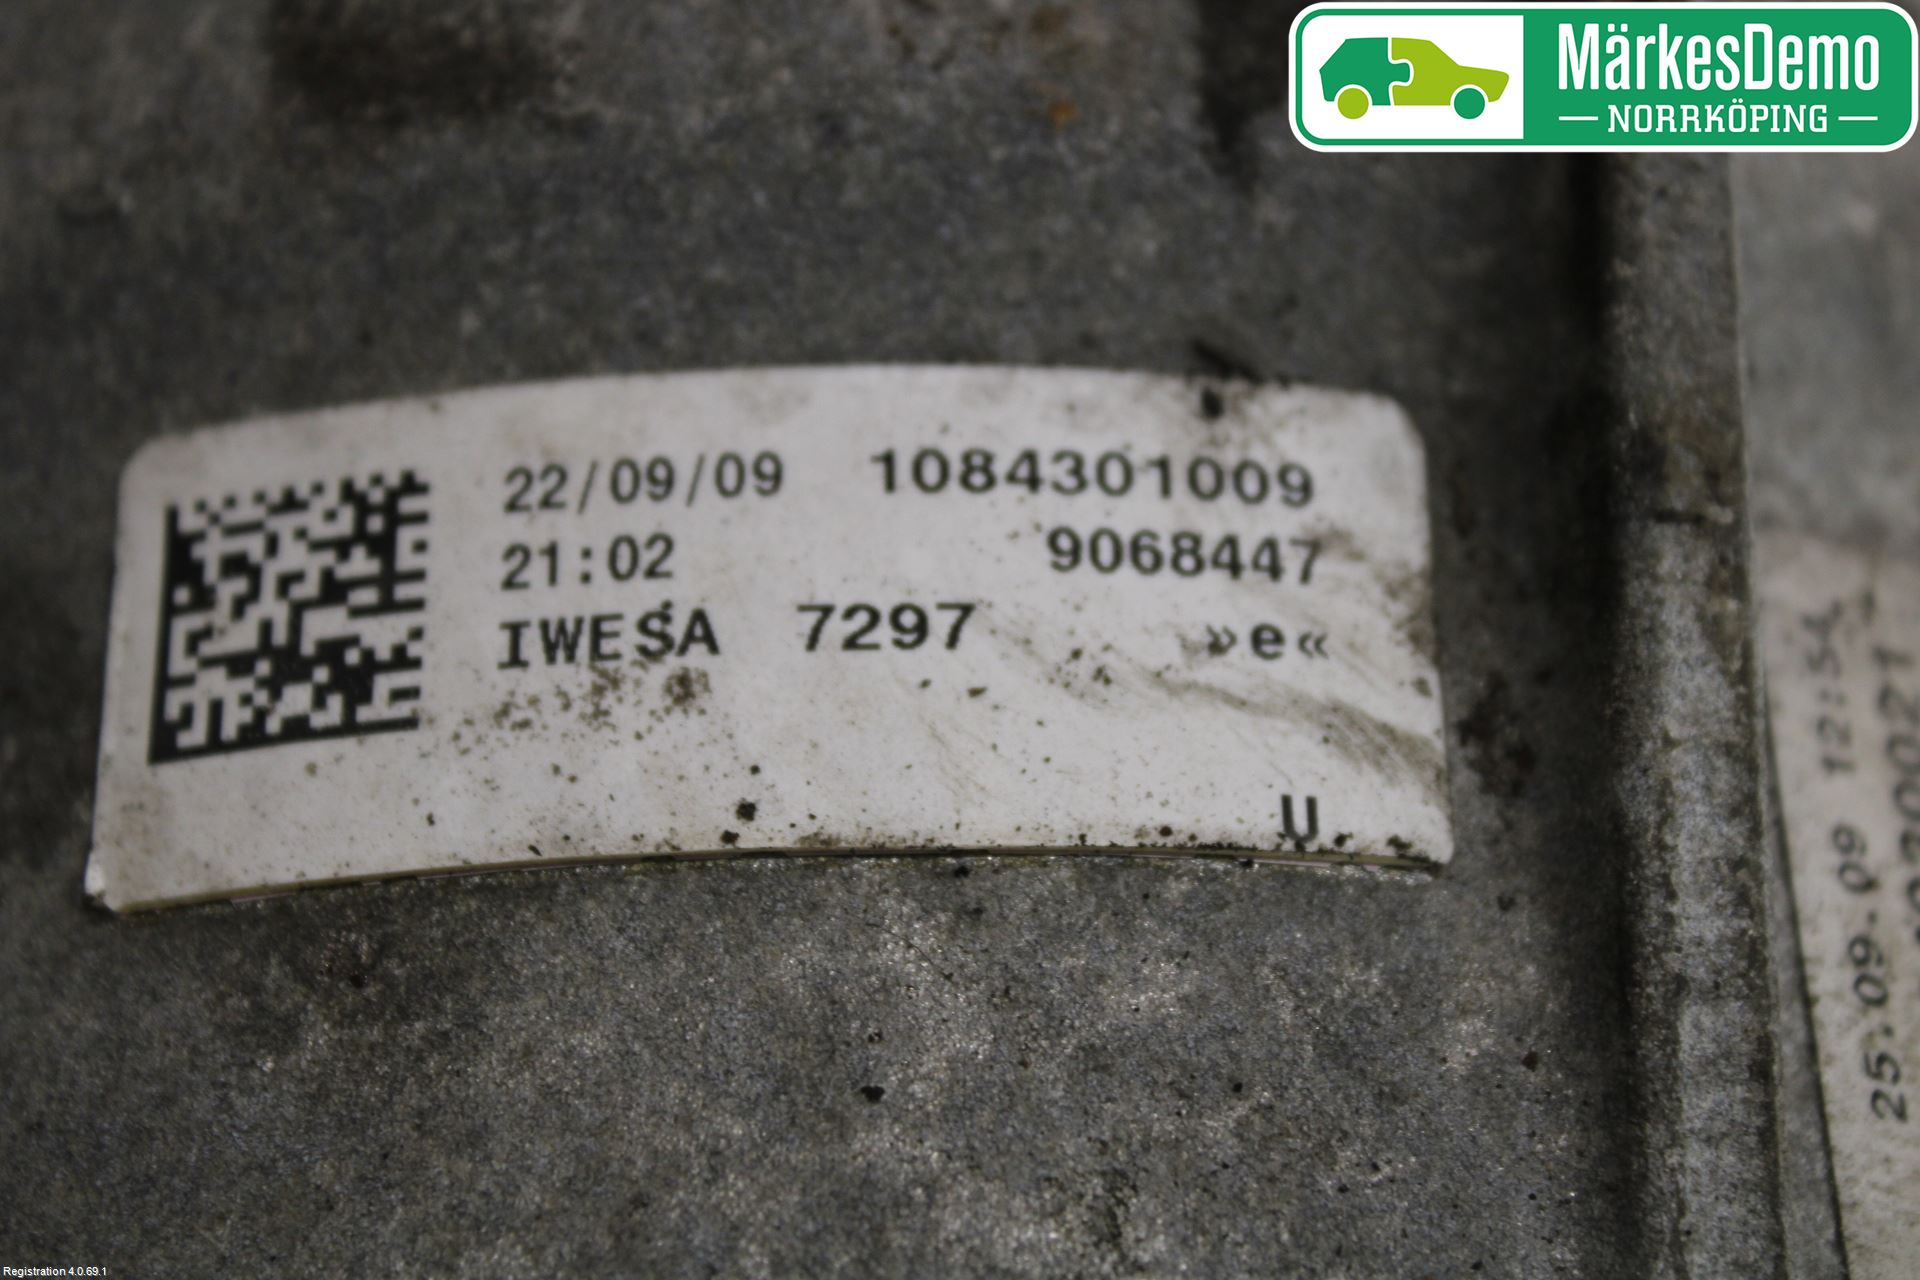 MärkesDemo
NORRKÖPING
22/09/09 1084301009
21:02 9068447
IWESA 7297 »e«
U
25.09.09 12:54
Registration 4.0.69.1